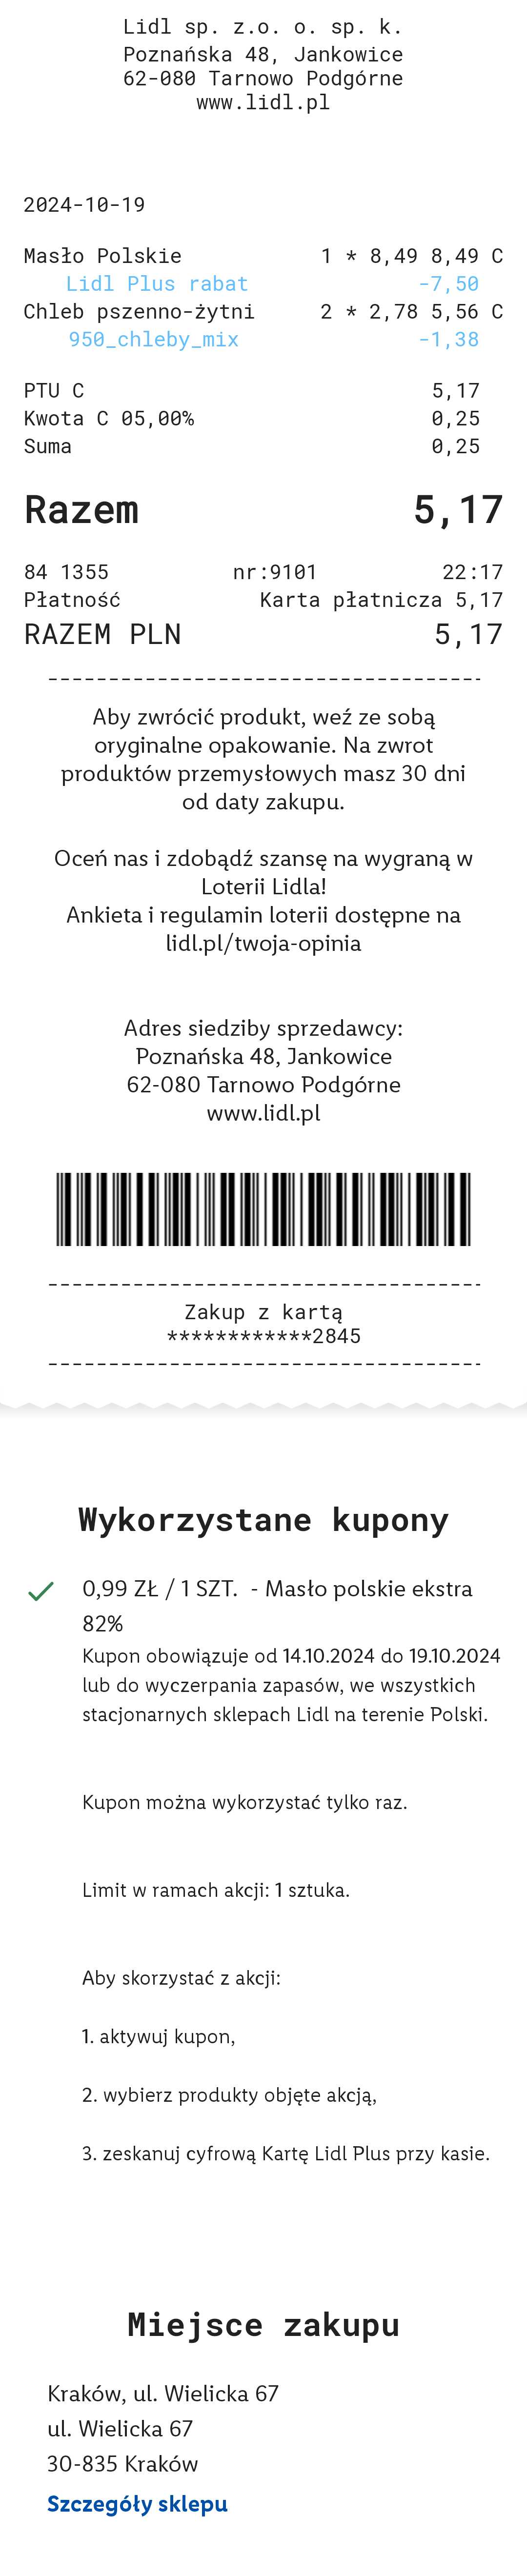 Lidl sp. z.o. o. sp. k.
Poznańska 48, Jankowice
62-080 Tarnowo Podgórne
www.lidl.pl
2024-10-19
Masło Polskie 1 * 8,49 8,49 C
Lidl Plus rabat -7,50
Chleb pszenno-żytni 2 * 2,78 5,56 C
950_chleby_mix -1,38
PTU C 5,17
Kwota C 05,00% 0,25
Suma 0,25
Razem 5,17
84 1355 nr:9101 22:17
Płatność Karta płatnicza 5,17
RAZEM PLN 5,17
Aby zwrócić produkt, weź ze sobą
oryginalne opakowanie. Na zwrot
produktów przemysłowych masz 30 dni
od daty zakupu.
Oceń nas i zdobądź szansę na wygraną w
Loterii Lidla!
Ankieta i regulamin loterii dostępne na
lidl.pl/twoja-opinia
Adres siedziby sprzedawcy:
Poznańska 48, Jankowice
62-080 Tarnowo Podgórne
www.lidl.pl
Zakup z kartą
************2845
Wykorzystane kupony
0,99 ZŁ / 1 SZT.  - Masło polskie ekstra
82%
Kupon obowiązuje od 14.10.2024 do 19.10.2024
lub do wyczerpania zapasów, we wszystkich
stacjonarnych sklepach Lidl na terenie Polski.
Kupon można wykorzystać tylko raz.
Limit w ramach akcji: 1 sztuka.
Aby skorzystać z akcji:
1. aktywuj kupon,
2. wybierz produkty objęte akcją,
3. zeskanuj cyfrową Kartę Lidl Plus przy kasie.
Miejsce zakupu
Kraków, ul. Wielicka 67
ul. Wielicka 67
30-835 Kraków
Szczegóły sklepu